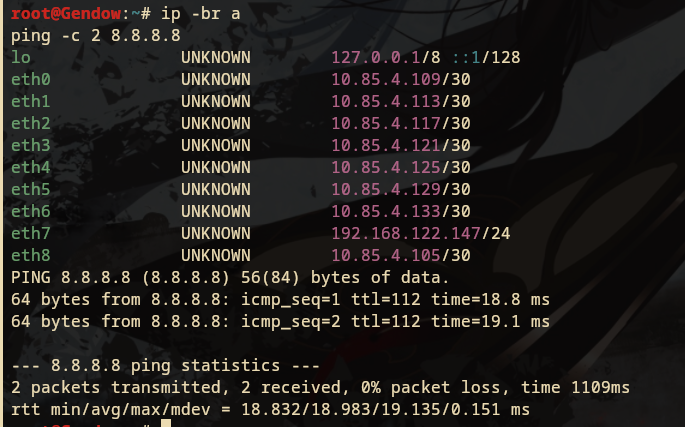 root@Gendow:~# ip -br a
ping -c 2 8.8.8.8
lo UNKNOWN 127.0.0.1/8 ::1/128
eth0 UNKNOWN 10.85.4.109/30
eth1 UNKNOWN 10.85.4.113/30
eth2 UNKNOWN 10.85.4.117/30
eth3 UNKNOWN 10.85.4.121/30
eth4 UNKNOWN 10.85.4.125/30
eth5 UNKNOWN 10.85.4.129/30
eth6 UNKNOWN 10.85.4.133/30
eth7 UNKNOWN 192.168.122.147/24
eth8 UNKNOWN 10.85.4.105/30
PING 8.8.8.8 (8.8.8.8) 56(84) bytes of data.
64 bytes from 8.8.8.8: icmp_seq=1 ttl=112 time=18.8 ms
64 bytes from 8.8.8.8: icmp_seq=2 ttl=112 time=19.1 ms
--- 8.8.8.8 ping statistics ---
2 packets transmitted, 2 received, 0% packet loss, time 1109ms
rtt min/avg/max/mdev = 18.832/18.983/19.135/0.151 ms
root@Gendow:~#